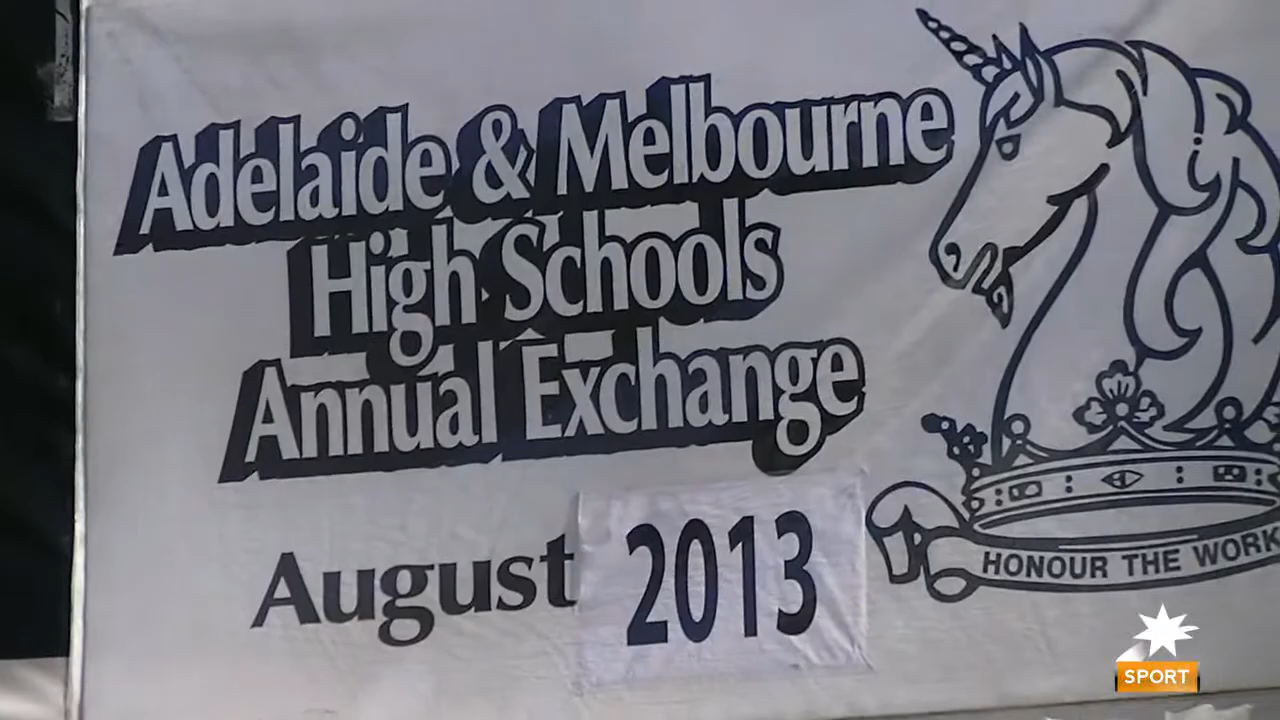 Adelaide & Melbourne
High Schools
Annual Exchange
August 2013
HONOUR THE WORK
SPORT